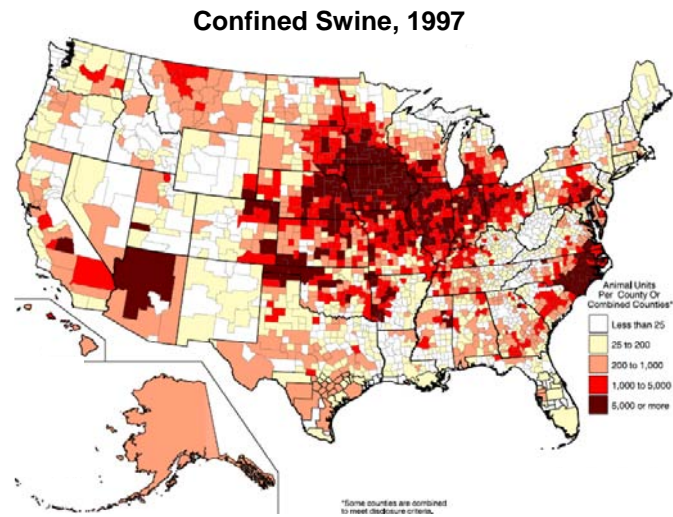 Confined Swine, 1997
Animal Units
Per County Or
Combined Counties*
Less than 25
25 to 200
200 to 1,000
1,000 to 5,000
5,000 or more
*Some counties are combined
to meet disclosure criteria.